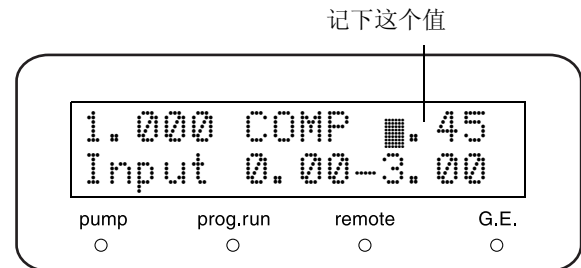 记下这个值
1.000 COMP ▓.45
Input 0.00-3.00
pump prog.run remote G.E.